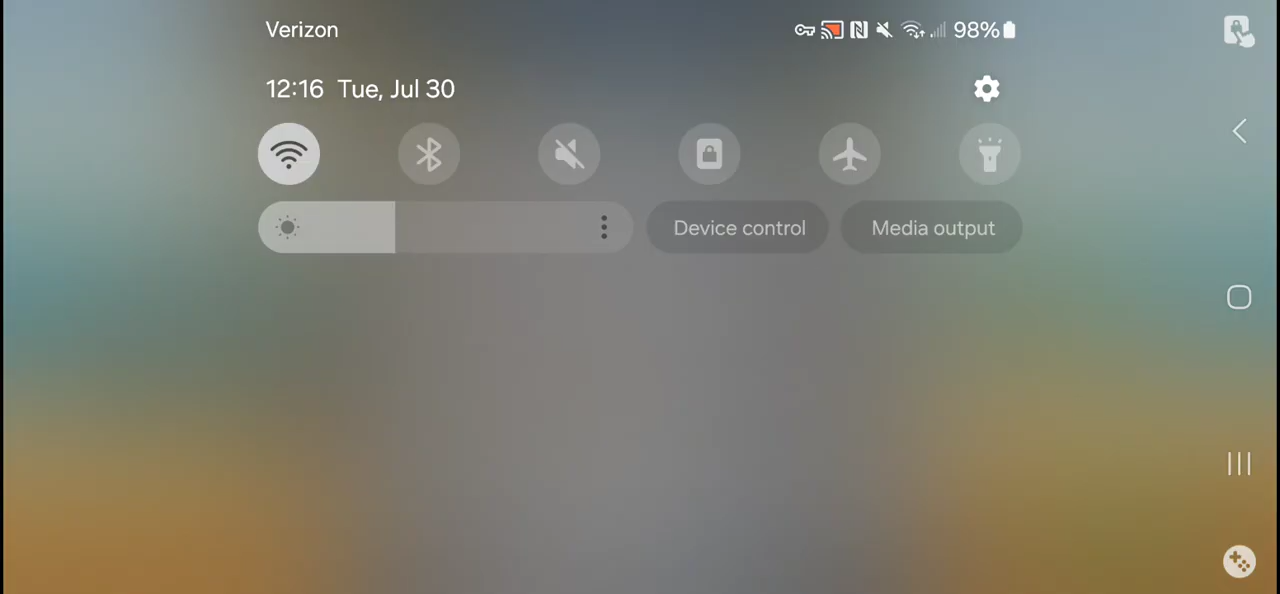 Verizon
98%
12:16 Tue, Jul 30
Device control
Media output